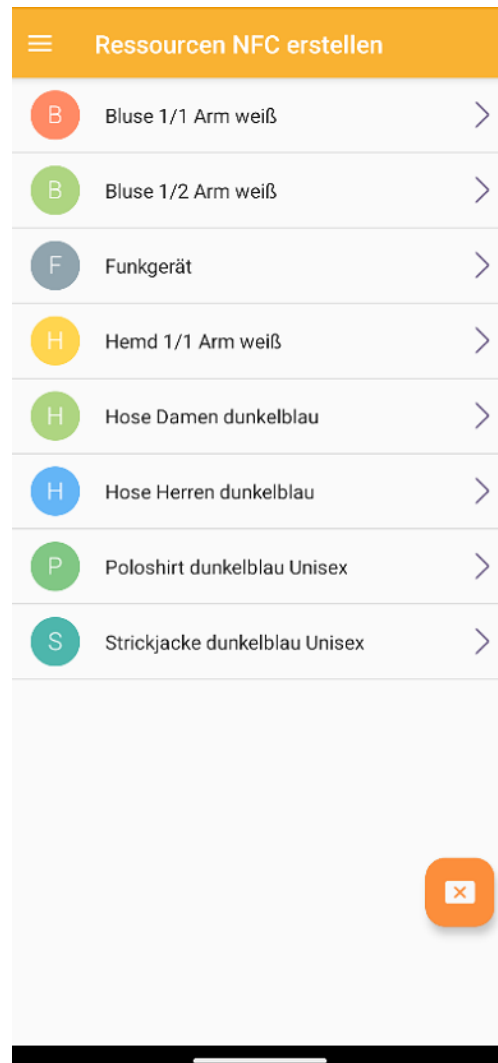 Ressourcen NFC erstellen
B Bluse 1/1 Arm weiß
B Bluse 1/2 Arm weiß
F Funkgerät
H Hemd 1/1 Arm weiß
H Hose Damen dunkelblau
H Hose Herren dunkelblau
P Poloshirt dunkelblau Unisex
S Strickjacke dunkelblau Unisex